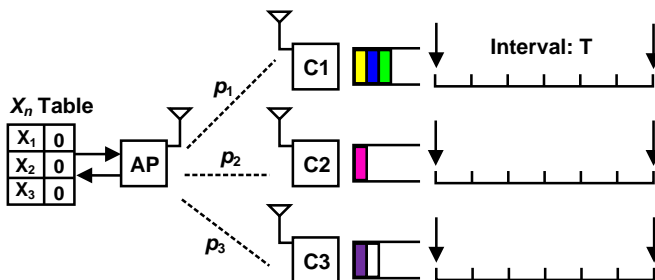 C1
Interval: T
p₁
Xₙ Table
X₁ 0
X₂ 0
X₃ 0
AP
p₂
C2
p₃
C3